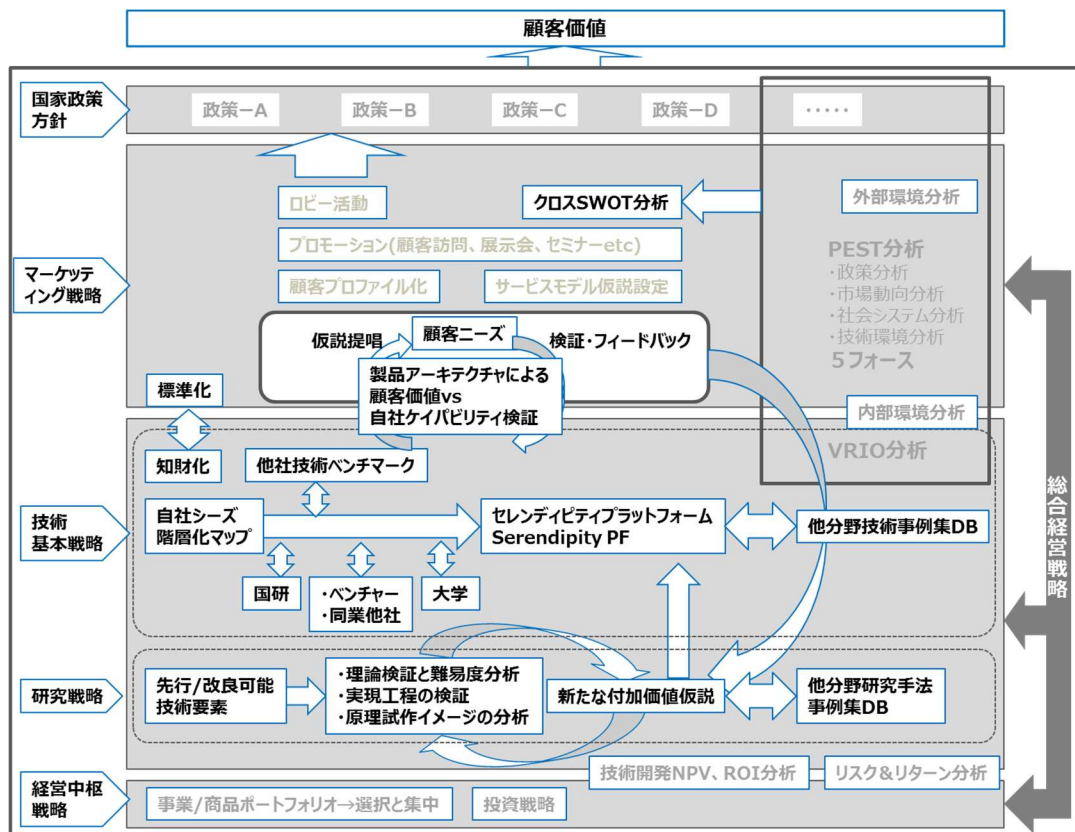 顧客価値
国家政策
方針
政策－A
政策－B
政策－C
政策－D
・・・・・
マーケッテ
ィング戦略
ロビー活動
クロスSWOT分析
外部環境分析
プロモーション(顧客訪問、展示会、セミナーetc)
顧客プロファイル化
サービスモデル仮説設定
PEST分析
・政策分析
・市場動向分析
・社会システム分析
・技術環境分析
5フォース
仮説提唱
顧客ニーズ
検証・フィードバック
製品アーキテクチャによる
顧客価値vs
自社ケイパビリティ検証
標準化
内部環境分析
VRIO分析
知財化
他社技術ベンチマーク
技術
基本戦略
自社シーズ
階層化マップ
セレンディピティプラットフォーム
Serendipity PF
他分野技術事例集DB
国研
・ベンチャー
・同業他社
大学
総合経営戦略
研究戦略
先行/改良可能
技術要素
・理論検証と難易度分析
・実現工程の検証
・原理試作イメージの分析
新たな付加価値仮説
他分野研究手法
事例集DB
技術開発NPV、ROI分析
リスク&リターン分析
経営中枢
戦略
事業/商品ポートフォリオ→選択と集中
投資戦略